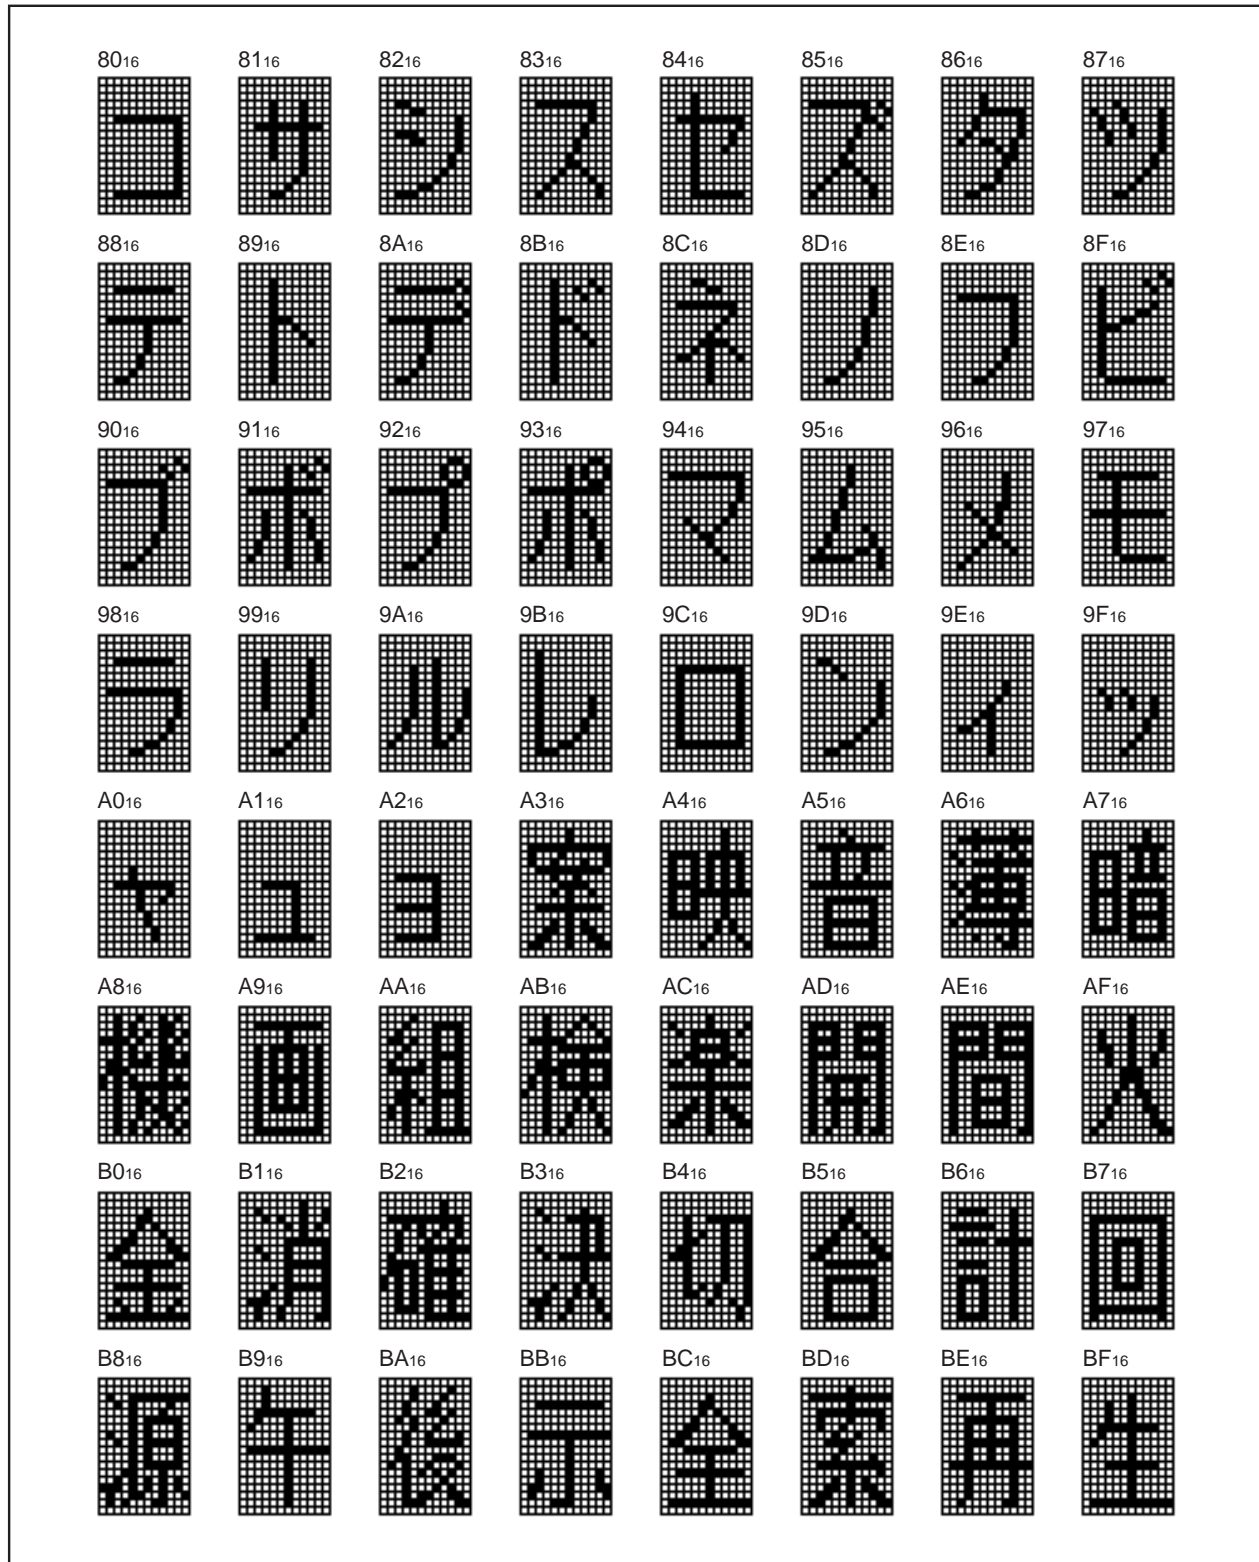 80₁₆ 81₁₆ 82₁₆ 83₁₆ 84₁₆ 85₁₆ 86₁₆ 87₁₆
コ サ シ ス セ ズ タ ツ
88₁₆ 89₁₆ 8A₁₆ 8B₁₆ 8C₁₆ 8D₁₆ 8E₁₆ 8F₁₆
テ ト デ ド ネ ノ フ ビ
90₁₆ 91₁₆ 92₁₆ 93₁₆ 94₁₆ 95₁₆ 96₁₆ 97₁₆
ブ ボ プ ポ マ ム メ モ
98₁₆ 99₁₆ 9A₁₆ 9B₁₆ 9C₁₆ 9D₁₆ 9E₁₆ 9F₁₆
ラ リ ル レ ロ ン ィ ッ
A0₁₆ A1₁₆ A2₁₆ A3₁₆ A4₁₆ A5₁₆ A6₁₆ A7₁₆
ャ ュ ョ 案 映 音 薄 暗
A8₁₆ A9₁₆ AA₁₆ AB₁₆ AC₁₆ AD₁₆ AE₁₆ AF₁₆
機 画 組 検 楽 開 間 火
B0₁₆ B1₁₆ B2₁₆ B3₁₆ B4₁₆ B5₁₆ B6₁₆ B7₁₆
金 消 確 決 切 合 計 回
B8₁₆ B9₁₆ BA₁₆ BB₁₆ BC₁₆ BD₁₆ BE₁₆ BF₁₆
源 午 後 示 全 再 生